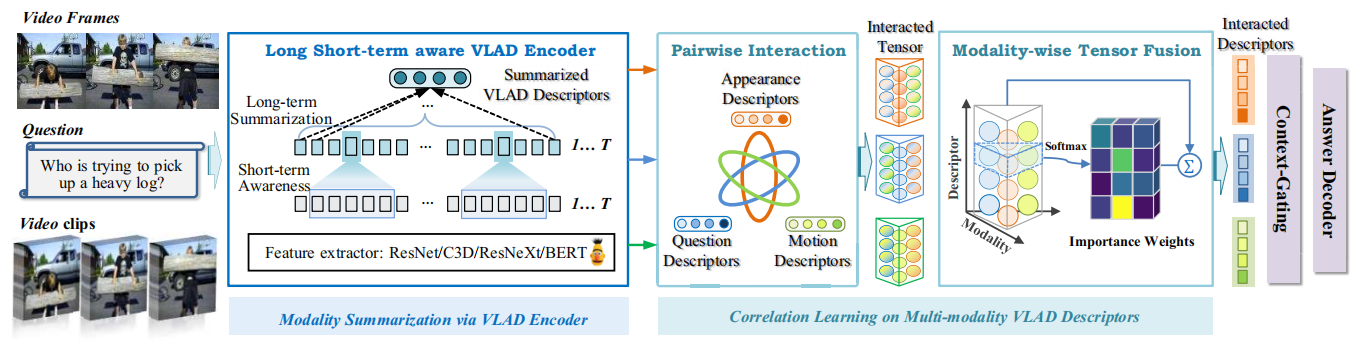 Video Frames
Question
Who is trying to pick
up a heavy log?
Video clips
Long Short-term aware VLAD Encoder
Summarized
VLAD Descriptors
Long-term
Summarization
...
... 1... T
Short-term
Awareness
... 1... T
Feature extractor: ResNet/C3D/ResNeXt/BERT
Modality Summarization via VLAD Encoder
Pairwise Interaction
Appearance
Descriptors
Question
Descriptors
Motion
Descriptors
Interacted
Tensor
Modality-wise Tensor Fusion
Descriptor
Modality
Softmax
Σ
Importance Weights
Correlation Learning on Multi-modality VLAD Descriptors
Interacted
Descriptors
Context-Gating
Answer Decoder